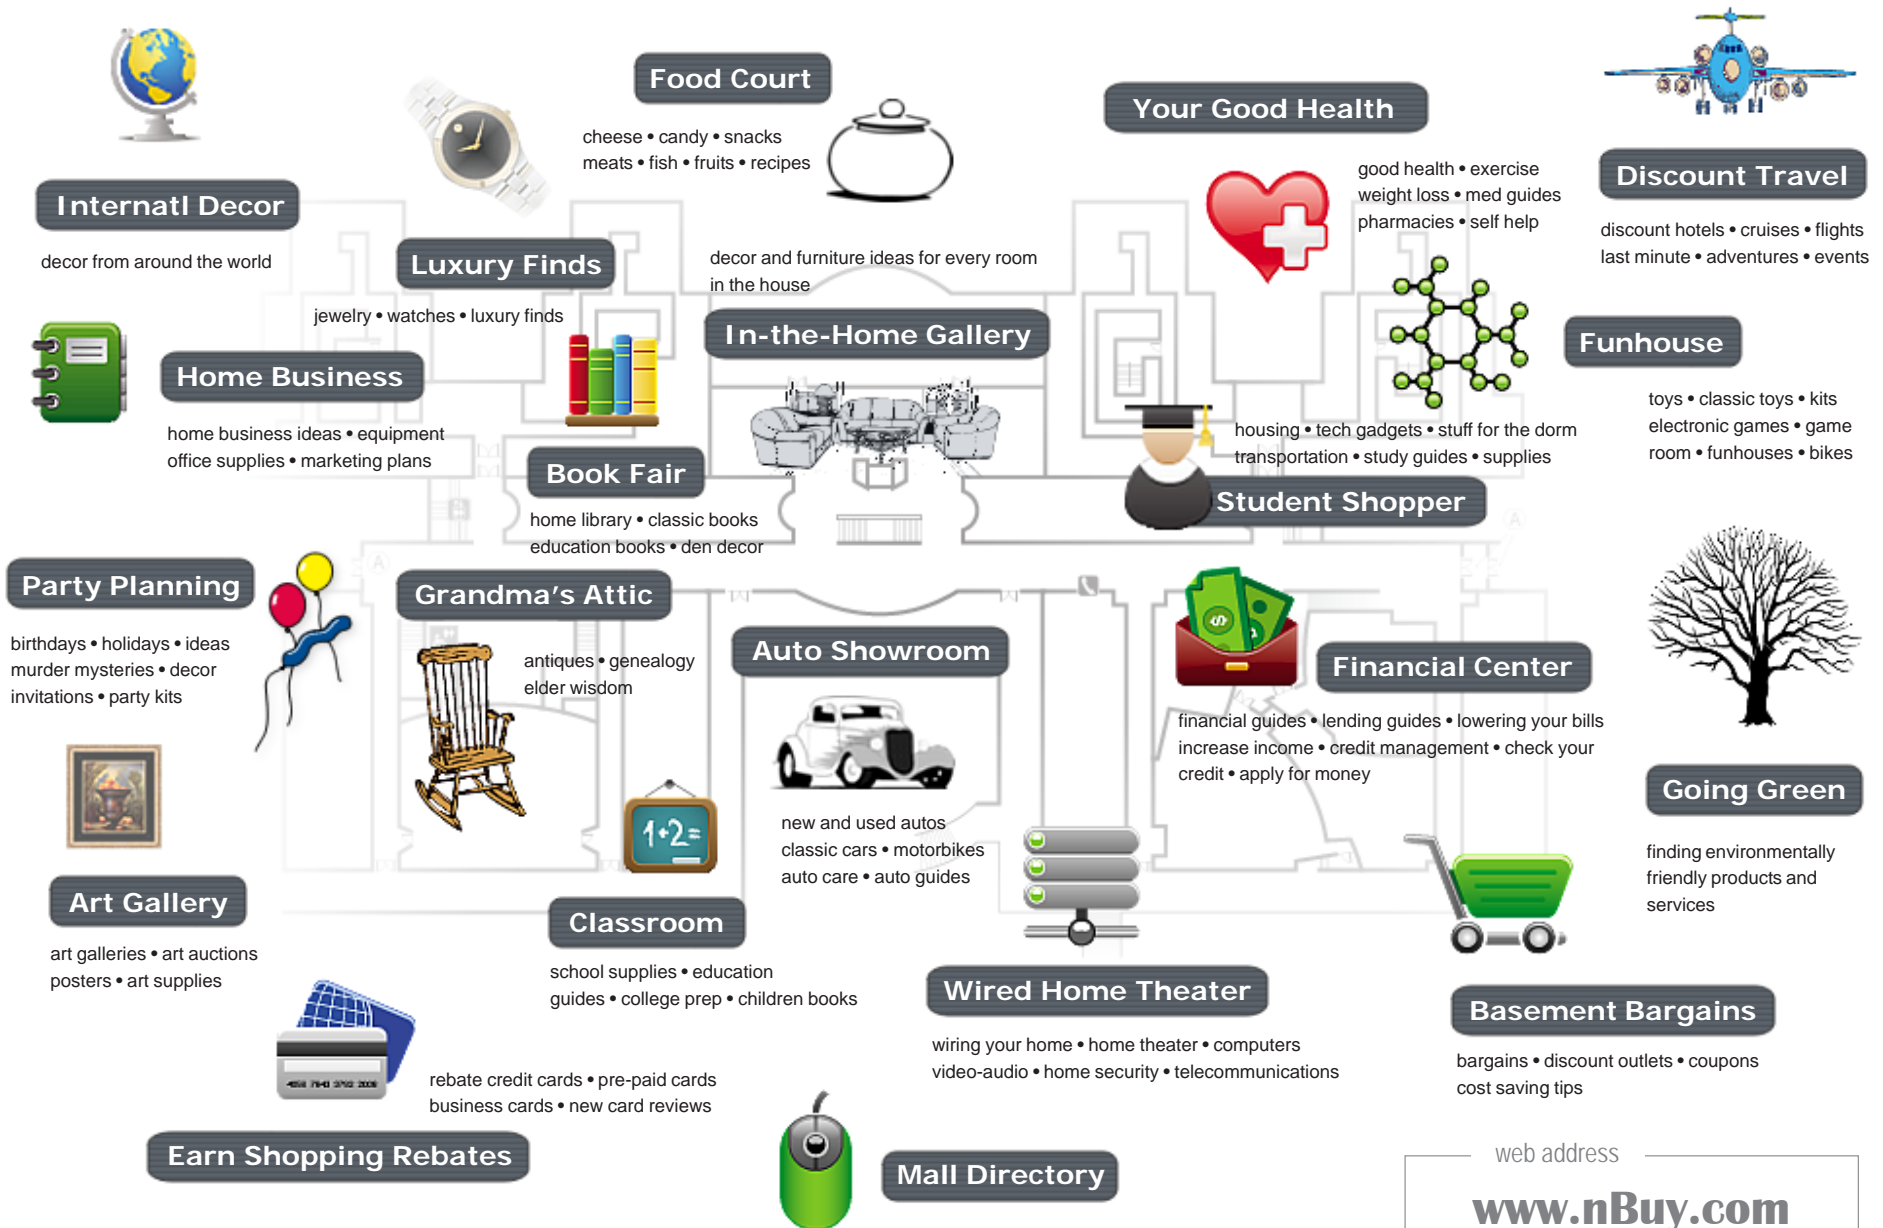 Food Court
cheese • candy • snacks
meats • fish • fruits • recipes
Your Good Health
good health • exercise
weight loss • med guides
pharmacies • self help
Discount Travel
discount hotels • cruises • flights
last minute • adventures • events
Internatl Decor
decor from around the world
Luxury Finds
jewelry • watches • luxury finds
decor and furniture ideas for every room
in the house
In-the-Home Gallery
Funhouse
toys • classic toys • kits
electronic games • game
room • funhouses • bikes
Home Business
home business ideas • equipment
office supplies • marketing plans
Book Fair
home library • classic books
education books • den decor
housing • tech gadgets • stuff for the dorm
transportation • study guides • supplies
Student Shopper
Party Planning
birthdays • holidays • ideas
murder mysteries • decor
invitations • party kits
Grandma's Attic
antiques • genealogy
elder wisdom
Auto Showroom
new and used autos
classic cars • motorbikes
auto care • auto guides
Financial Center
financial guides • lending guides • lowering your bills
increase income • credit management • check your
credit • apply for money
Going Green
finding environmentally
friendly products and
services
Art Gallery
art galleries • art auctions
posters • art supplies
1+2=
Classroom
school supplies • education
guides • college prep • children books
Wired Home Theater
wiring your home • home theater • computers
video-audio • home security • telecommunications
Basement Bargains
bargains • discount outlets • coupons
cost saving tips
rebate credit cards • pre-paid cards
business cards • new card reviews
Earn Shopping Rebates
Mall Directory
web address
www.nBuy.com
A
A